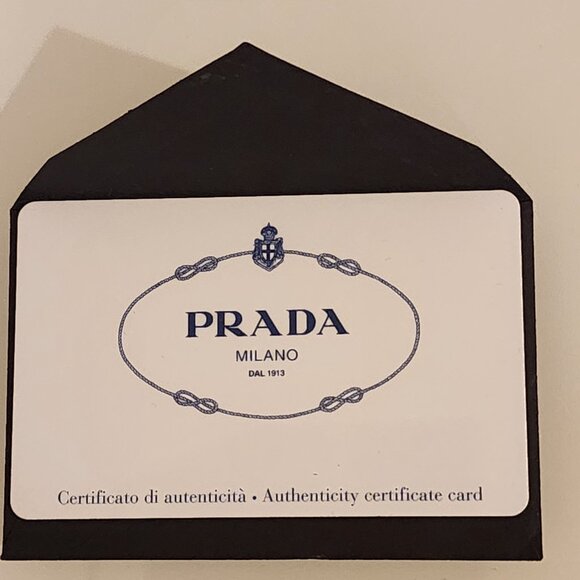 PRADA
MILANO
DAL 1913
Certificato di autenticità • Authenticity certificate card